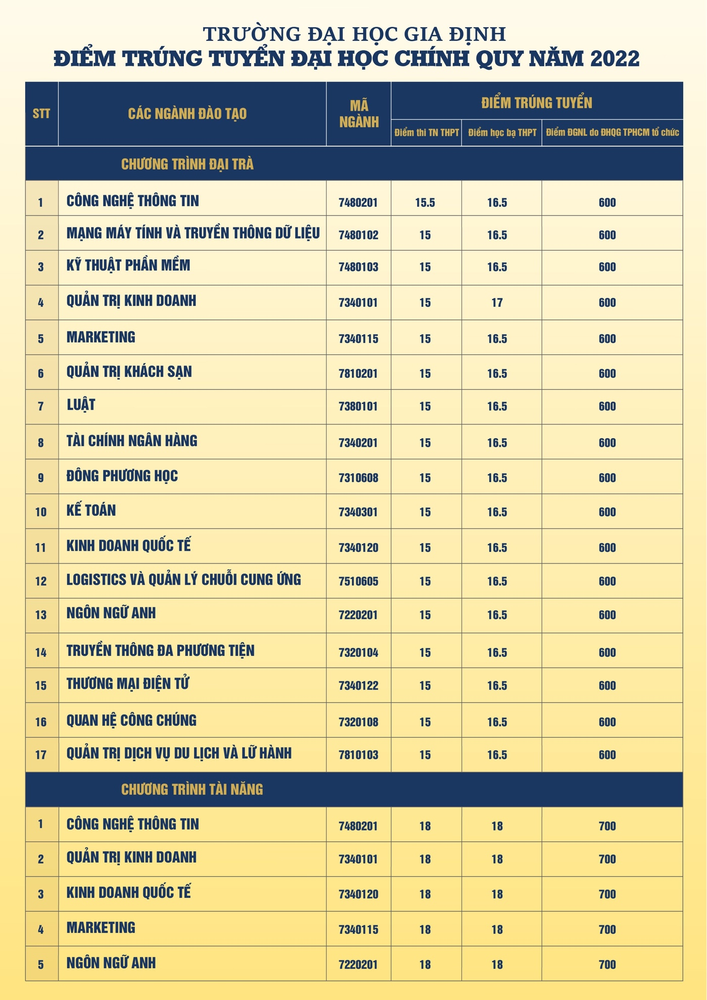 TRƯỜNG ĐẠI HỌC GIA ĐỊNH
ĐIỂM TRÚNG TUYỂN ĐẠI HỌC CHÍNH QUY NĂM 2022
STT CÁC NGÀNH ĐÀO TẠO MÃ NGÀNH ĐIỂM TRÚNG TUYỂN
Điểm thi TN THPT Điểm học bạ THPT Điểm ĐGNL do ĐHQG TPHCM tổ chức
CHƯƠNG TRÌNH ĐẠI TRÀ
1 CÔNG NGHỆ THÔNG TIN 7480201 15.5 16.5 600
2 MẠNG MÁY TÍNH VÀ TRUYỀN THÔNG DỮ LIỆU 7480102 15 16.5 600
3 KỸ THUẬT PHẦN MỀM 7480103 15 16.5 600
4 QUẢN TRỊ KINH DOANH 7340101 15 17 600
5 MARKETING 7340115 15 16.5 600
6 QUẢN TRỊ KHÁCH SẠN 7810201 15 16.5 600
7 LUẬT 7380101 15 16.5 600
8 TÀI CHÍNH NGÂN HÀNG 7340201 15 16.5 600
9 ĐÔNG PHƯƠNG HỌC 7310608 15 16.5 600
10 KẾ TOÁN 7340301 15 16.5 600
11 KINH DOANH QUỐC TẾ 7340120 15 16.5 600
12 LOGISTICS VÀ QUẢN LÝ CHUỖI CUNG ỨNG 7510605 15 16.5 600
13 NGÔN NGỮ ANH 7220201 15 16.5 600
14 TRUYỀN THÔNG ĐA PHƯƠNG TIỆN 7320104 15 16.5 600
15 THƯƠNG MẠI ĐIỆN TỬ 7340122 15 16.5 600
16 QUAN HỆ CÔNG CHÚNG 7320108 15 16.5 600
17 QUẢN TRỊ DỊCH VỤ DU LỊCH VÀ LỮ HÀNH 7810103 15 16.5 600
CHƯƠNG TRÌNH TÀI NĂNG
1 CÔNG NGHỆ THÔNG TIN 7480201 18 18 700
2 QUẢN TRỊ KINH DOANH 7340101 18 18 700
3 KINH DOANH QUỐC TẾ 7340120 18 18 700
4 MARKETING 7340115 18 18 700
5 NGÔN NGỮ ANH 7220201 18 18 700